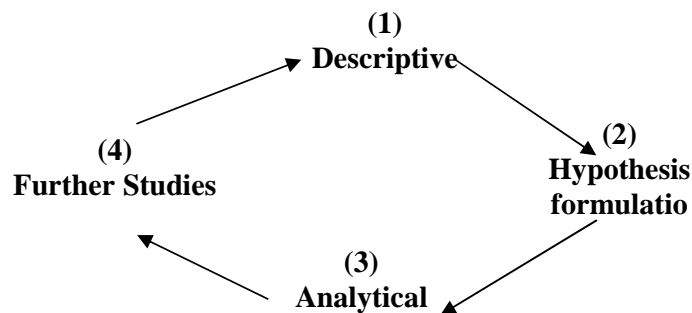 (1)
Descriptive
(2)
Hypothesis
formulatio
(3)
Analytical
(4)
Further Studies